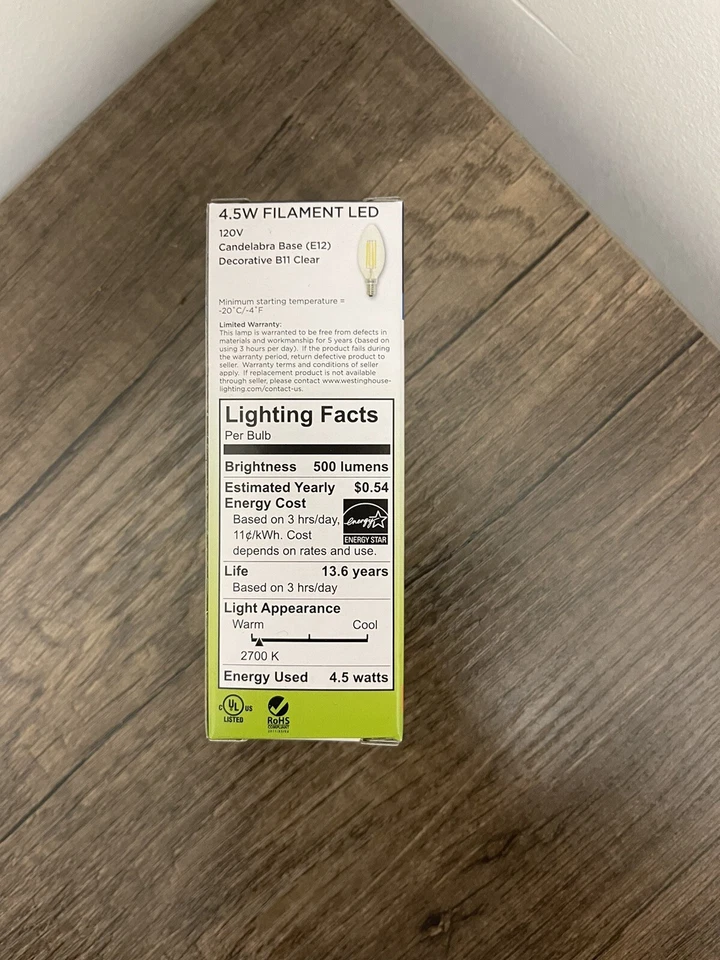 4.5W FILAMENT LED
120V
Candelabra Base (E12)
Decorative B11 Clear
Minimum starting temperature =
-20˚C/-4˚F
Limited Warranty:
This lamp is warranted to be free from defects in
materials and workmanship for 5 years (based on
using 3 hours per day). If the product fails during
the warranty period, return defective product to
seller. Warranty terms and conditions of seller
apply. If replacement product is not available
through seller, please contact www.westinghouse-
lighting.com/contact-us.
Lighting Facts
Per Bulb
Brightness 500 lumens
Estimated Yearly $0.54
Energy Cost
Based on 3 hrs/day,
11¢/kWh. Cost
depends on rates and use.
energy
ENERGY STAR
Life 13.6 years
Based on 3 hrs/day
Light Appearance
Warm Cool
2700 K
Energy Used 4.5 watts
C UL US
LISTED
RoHS
COMPLIANT